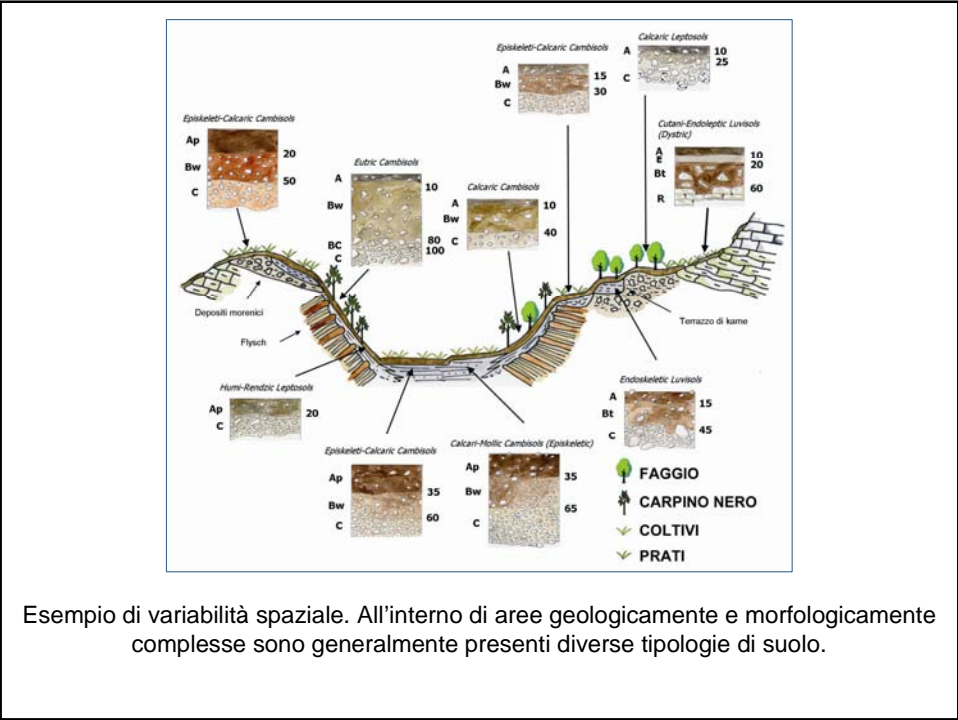 Calcaric Leptosols
A 10
25
C
Episkeleti-Calcaric Cambisols
A
15
Bw
30
C
Cutani-Endoleptic Luvisols
(Dystric)
A
10
E
20
Bt
60
R
Episkeleti-Calcaric Cambisols
Ap
20
Bw
50
C
Eutric Cambisols
A
10
Bw
80
BC
100
C
Calcaric Cambisols
A
10
Bw
40
C
Depositi morenici
Flysch
Terrazzo di kame
Humi-Rendzic Leptosols
Ap
20
C
Episkeleti-Calcaric Cambisols
Ap
35
Bw
60
C
Calcari-Mollic Cambisols (Episkeletic)
Ap
35
Bw
65
C
Endoskeletic Luvisols
A
15
Bt
45
C
FAGGIO
CARPINO NERO
COLTIVI
PRATI
Esempio di variabilità spaziale. All’interno di aree geologicamente e morfologicamente
complesse sono generalmente presenti diverse tipologie di suolo.